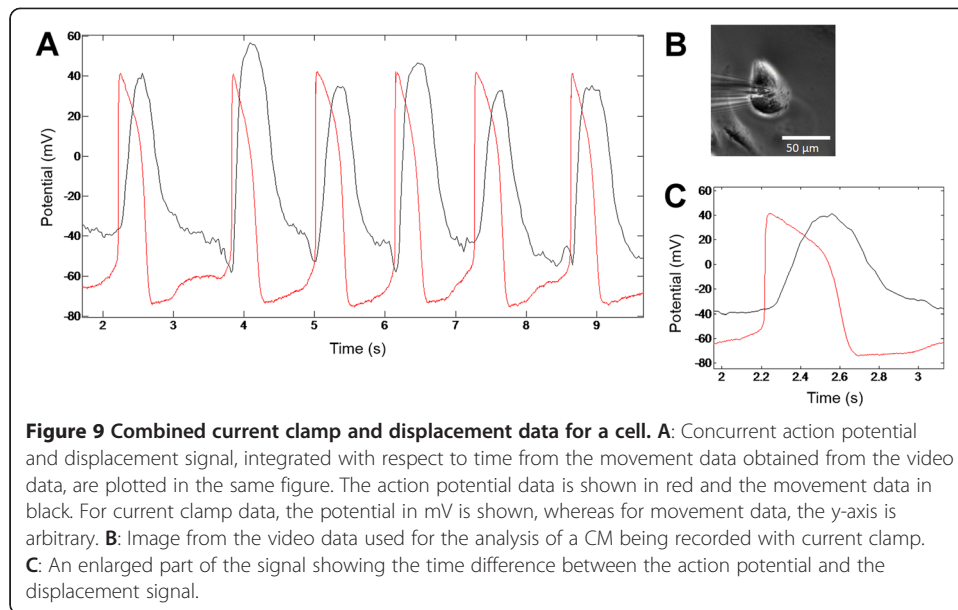 A
60
40
20
0
-20
-40
-60
80
Potential (mV)
2 3 4 5 6 7 8 9
Time (s)
B
50 µm
C
60
40
20
0
-20
-40
-60
-80
Potential (mV)
2 2.2 2.4 2.6 2.8 3
Time (s)
Figure 9 Combined current clamp and displacement data for a cell. A: Concurrent action potential
and displacement signal, integrated with respect to time from the movement data obtained from the video
data, are plotted in the same figure. The action potential data is shown in red and the movement data in
black. For current clamp data, the potential in mV is shown, whereas for movement data, the y-axis is
arbitrary. B: Image from the video data used for the analysis of a CM being recorded with current clamp.
C: An enlarged part of the signal showing the time difference between the action potential and the
displacement signal.